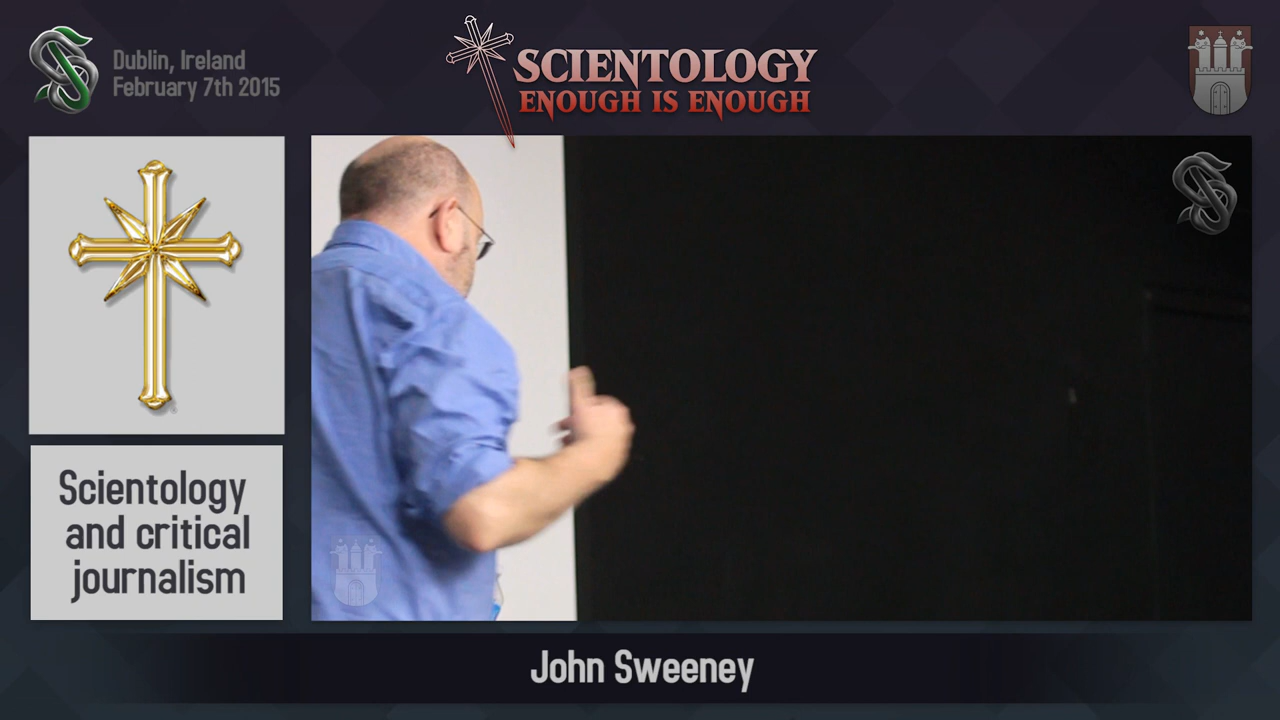 Dublin, Ireland
February 7th 2015
SCIENTOLOGY
ENOUGH IS ENOUGH
Scientology
and critical
journalism
John Sweeney